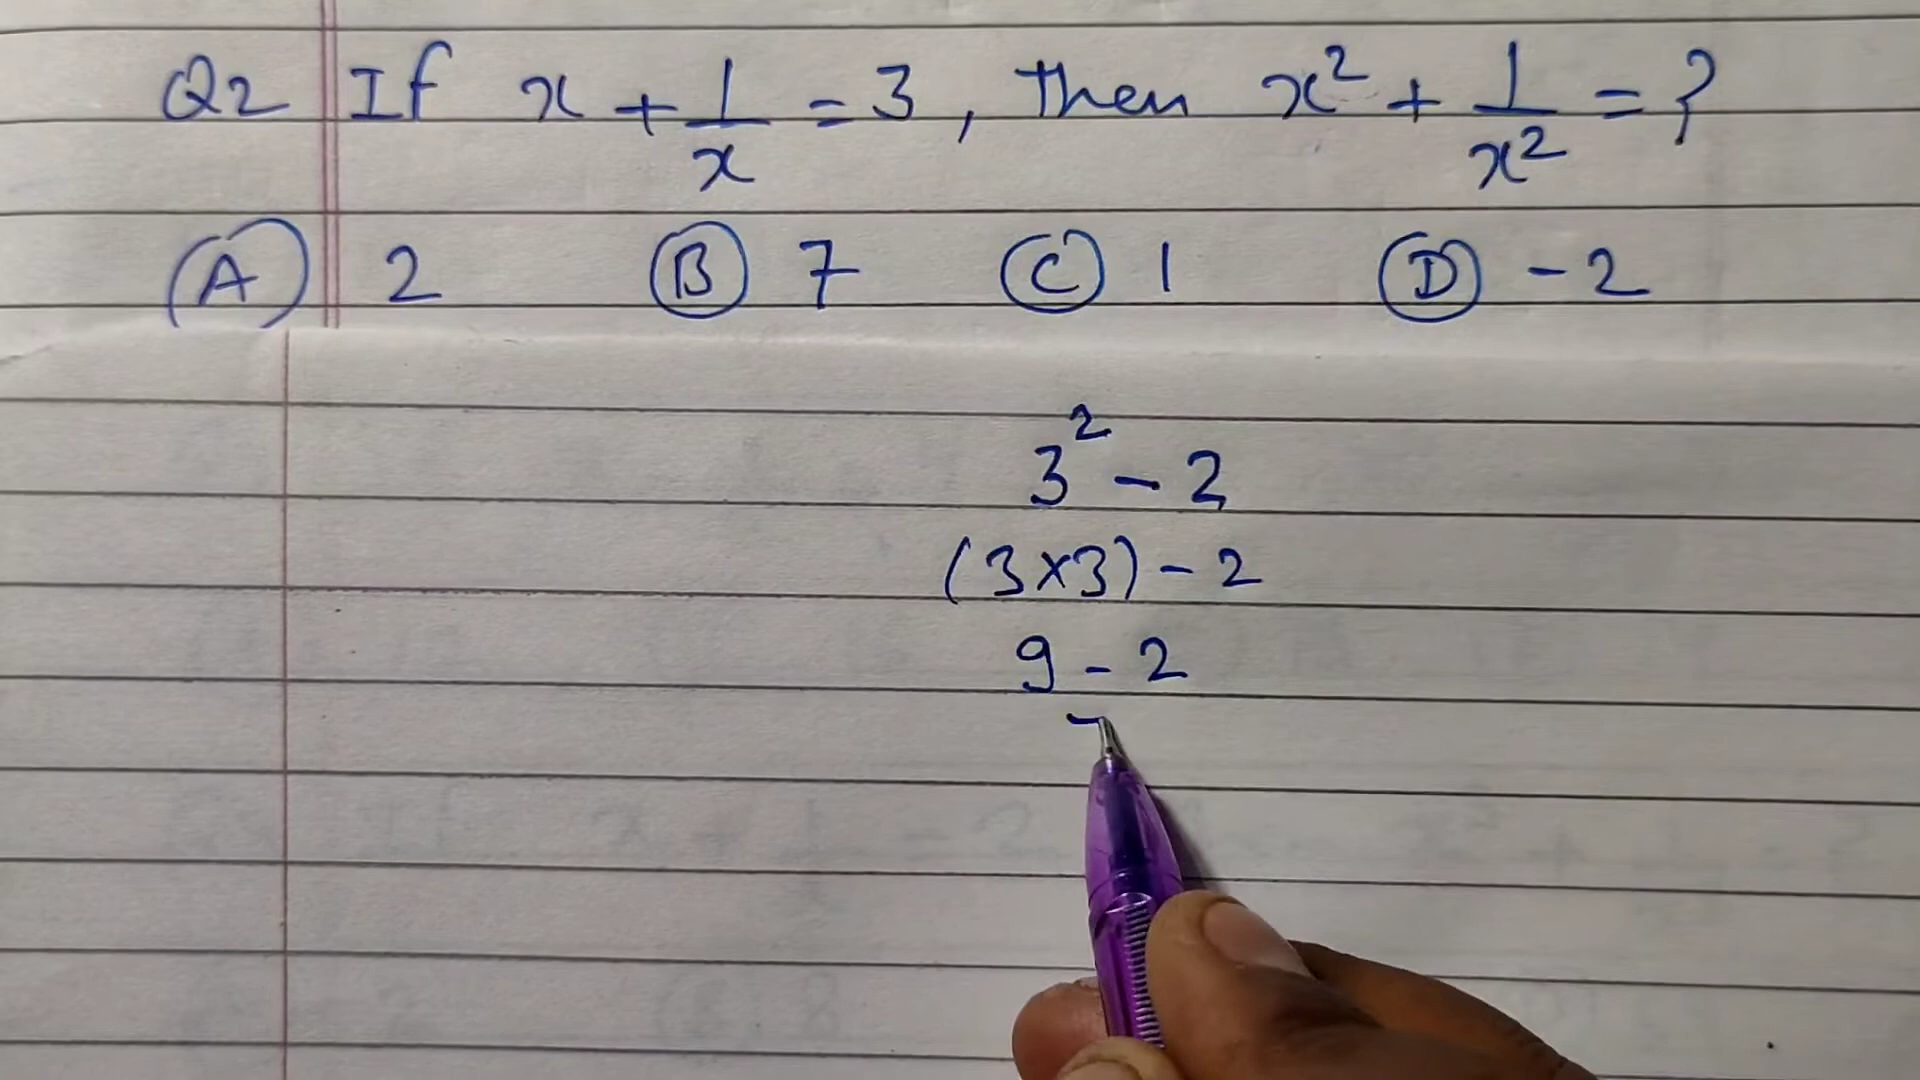 Q2 If x + 1/x = 3, then x² + 1/x² = ?
(A) 2 (B) 7 (C) 1 (D) -2
3² - 2
(3×3) - 2
9 - 2